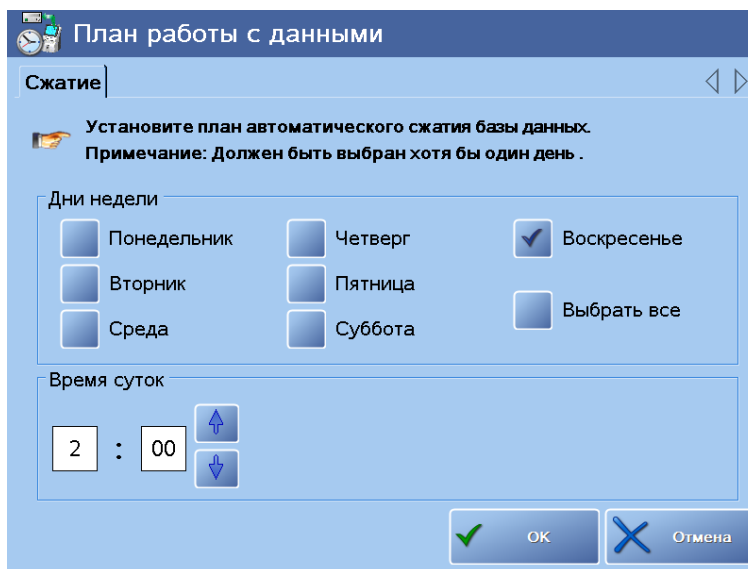 План работы с данными
Сжатие
Установите план автоматического сжатия базы данных.
Примечание: Должен быть выбран хотя бы один день .
Дни недели
Понедельник
Четверг
Воскресенье
Вторник
Пятница
Выбрать все
Среда
Суббота
Время суток
2 : 00
ОК
Отмена